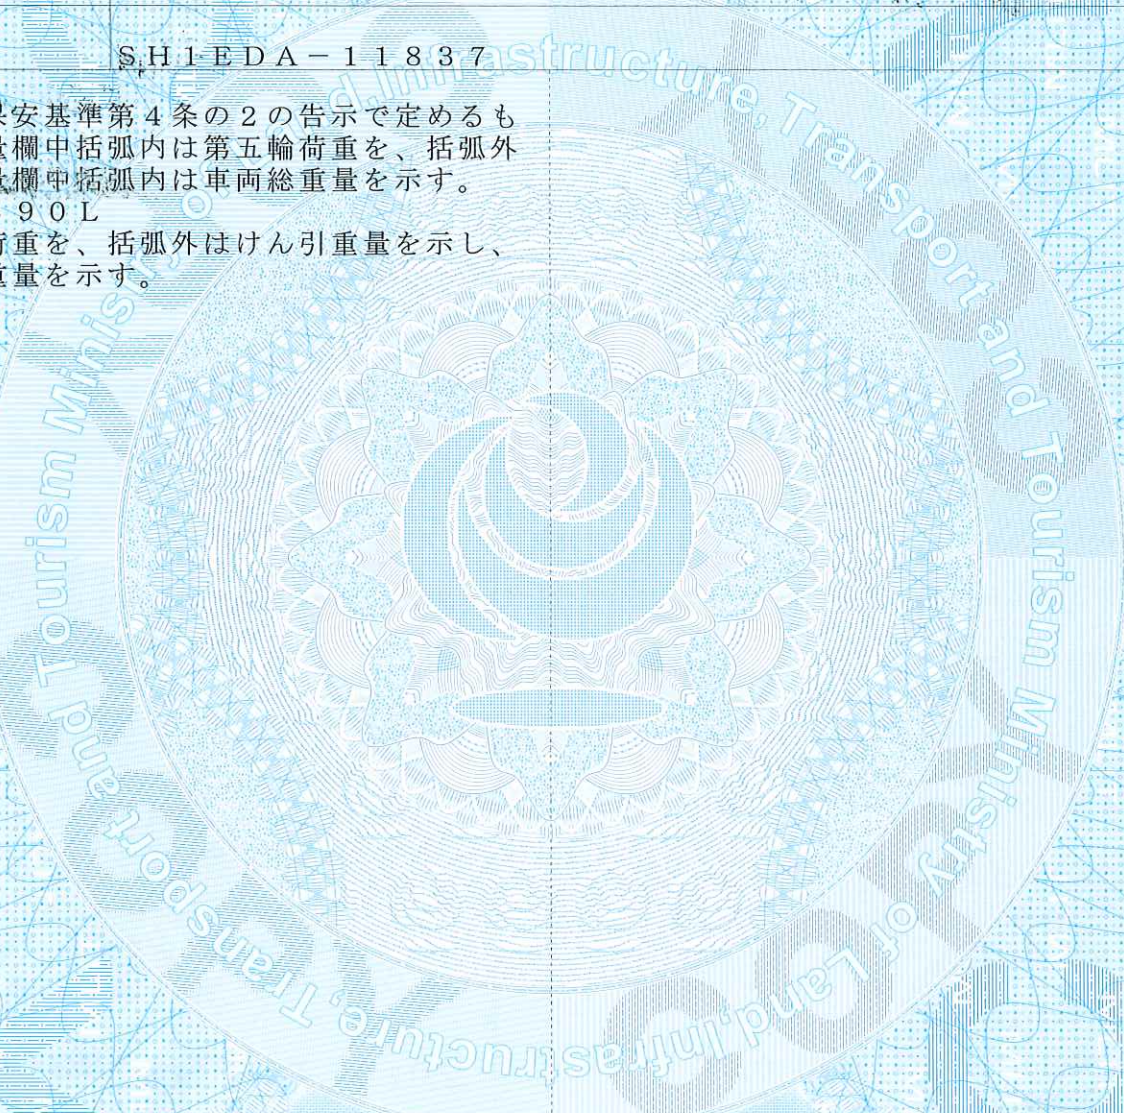 SH1EDA－11837
保安基準第４条の２の告示で定めるも
量欄中括弧内は第五輪荷重を、括弧外
量欄中括弧内は車両総重量を示す。
９０Ｌ
荷重を、括弧外はけん引重量を示し、
重量を示す。
Ministry of Land,Infrastructure, Transport and Tourism Ministry of Land,Infrastructure, Transport and Tourism
COPY